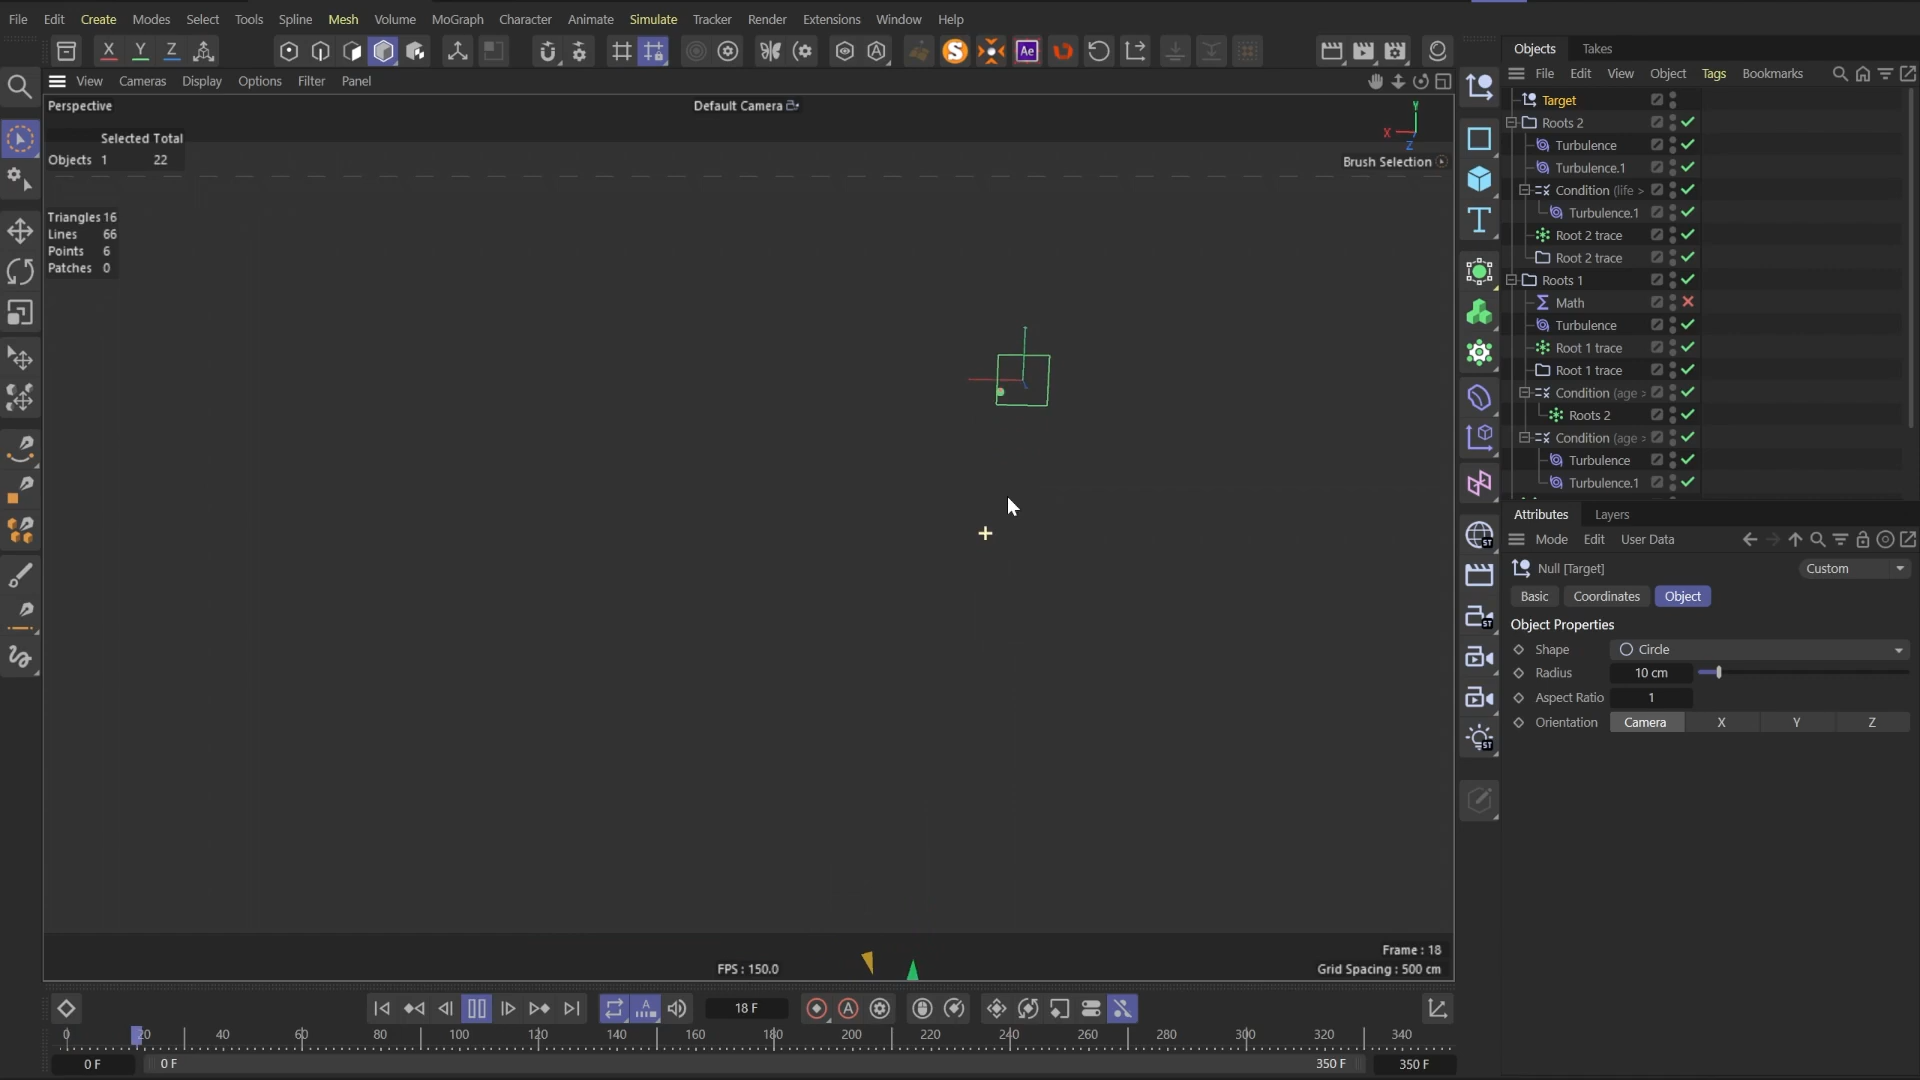 File Edit Create Modes Select Tools Spline Mesh Volume MoGraph Character Animate Simulate Tracker Render Extensions Window Help
X Y Z
Ae
Objects Takes
View Cameras Display Options Filter Panel
File Edit View Object Tags Bookmarks
Perspective
Default Camera
Y
X
Z
Selected Total
Objects 1 22
Brush Selection
Triangles 16
Lines 66
Points 6
Patches 0
Target
Roots 2
Turbulence
Turbulence.1
Condition (life >
Turbulence.1
Root 2 trace
Root 2 trace
Roots 1
Math
Turbulence
Root 1 trace
Root 1 trace
Condition (age >
Roots 2
Condition (age >
Turbulence
Turbulence.1
Attributes Layers
Mode Edit User Data
Null [Target]
Custom
Basic Coordinates Object
Object Properties
Shape Circle
Radius 10 cm
Aspect Ratio 1
Orientation Camera X Y Z
T
ST
ST
ST
Frame : 18
FPS : 150.0
Grid Spacing : 500 cm
18 F
0 20 40 60 80 100 120 140 160 180 200 220 240 260 280 300 320 340
0 F 0 F 350 F 350 F